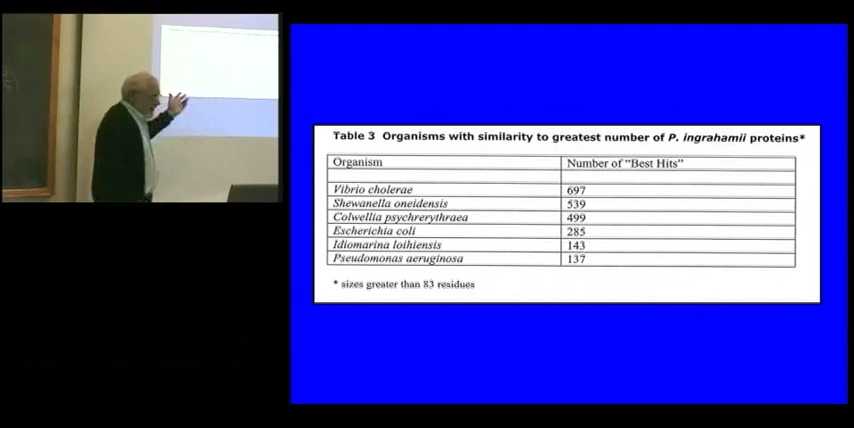 Table 3 Organisms with similarity to greatest number of P. ingrahamii proteins*
Organism Number of "Best Hits"
Vibrio cholerae 697
Shewanella oneidensis 539
Colwellia psychrerythraea 499
Escherichia coli 285
Idiomarina loihiensis 143
Pseudomonas aeruginosa 137
* sizes greater than 83 residues